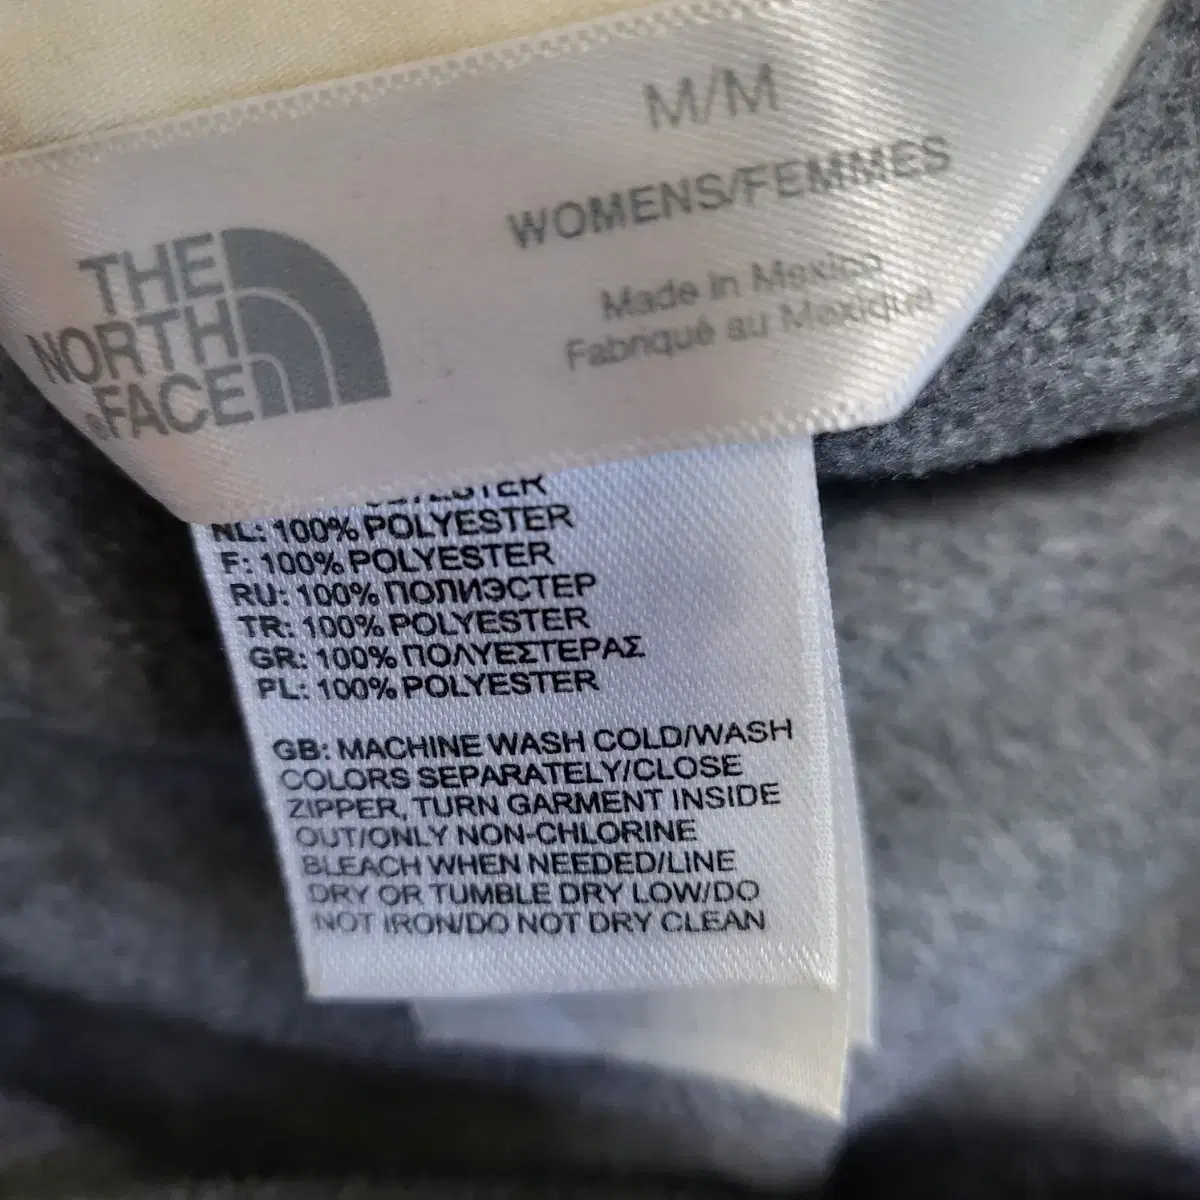 M/M
WOMENS/FEMMES
Made in Mexico
Fabriqué au Mexique
THE
NORTH
FACE
NL: 100% POLYESTER
F: 100% POLYESTER
RU: 100% ПОЛИЭСТЕР
TR: 100% POLYESTER
GR: 100% ΠΟΛΥΕΣΤΕΡΑΣ
PL: 100% POLYESTER
GB: MACHINE WASH COLD/WASH
COLORS SEPARATELY/CLOSE
ZIPPER, TURN GARMENT INSIDE
OUT/ONLY NON-CHLORINE
BLEACH WHEN NEEDED/LINE
DRY OR TUMBLE DRY LOW/DO
NOT IRON/DO NOT DRY CLEAN